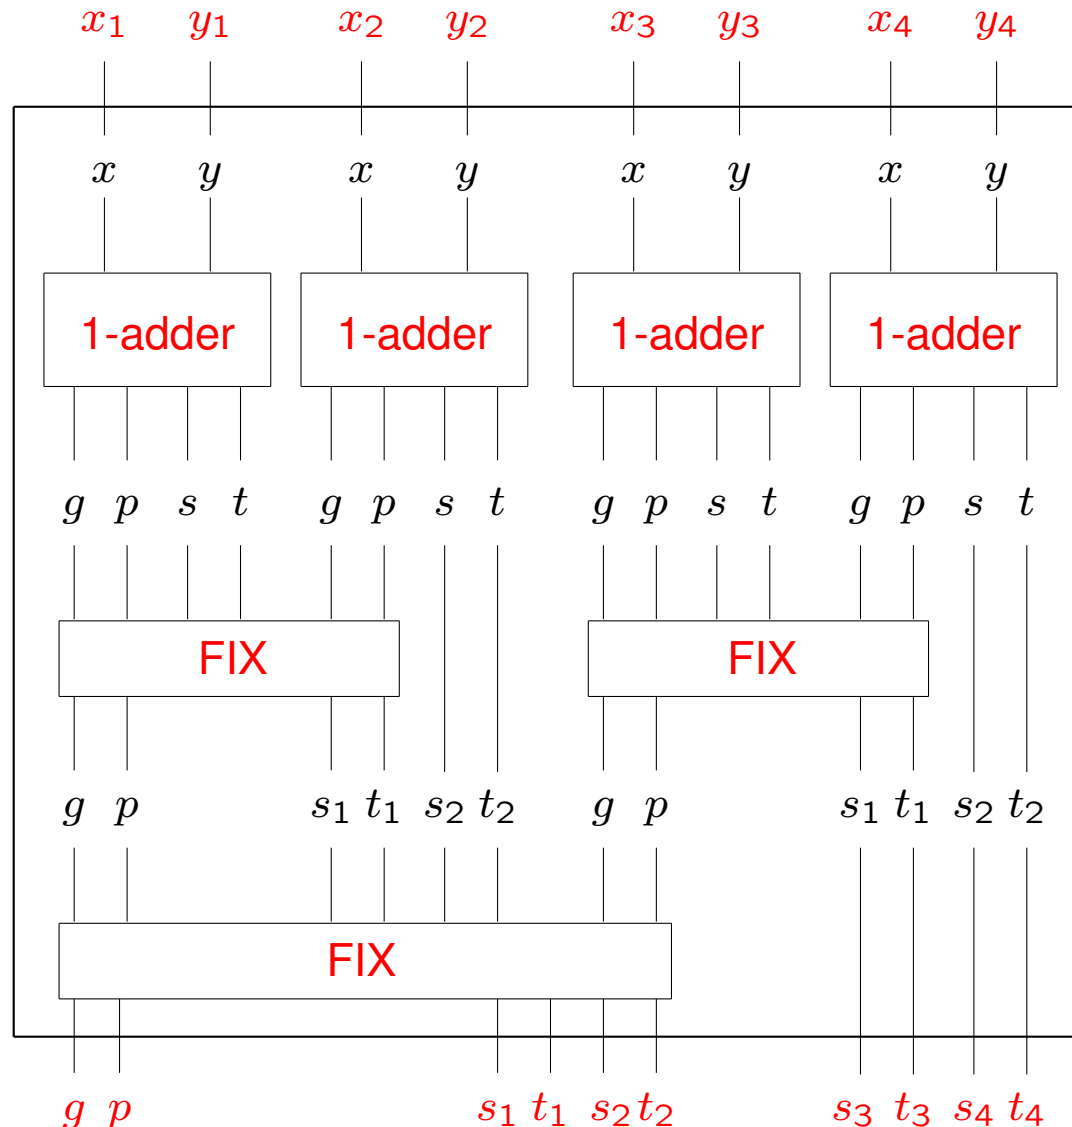 x₁ y₁ x₂ y₂ x₃ y₃ x₄ y₄
x y x y x y x y
1-adder 1-adder 1-adder 1-adder
g p s t g p s t g p s t g p s t
FIX FIX
g p s₁ t₁ s₂ t₂ g p s₁ t₁ s₂ t₂
FIX
g p s₁ t₁ s₂ t₂ s₃ t₃ s₄ t₄